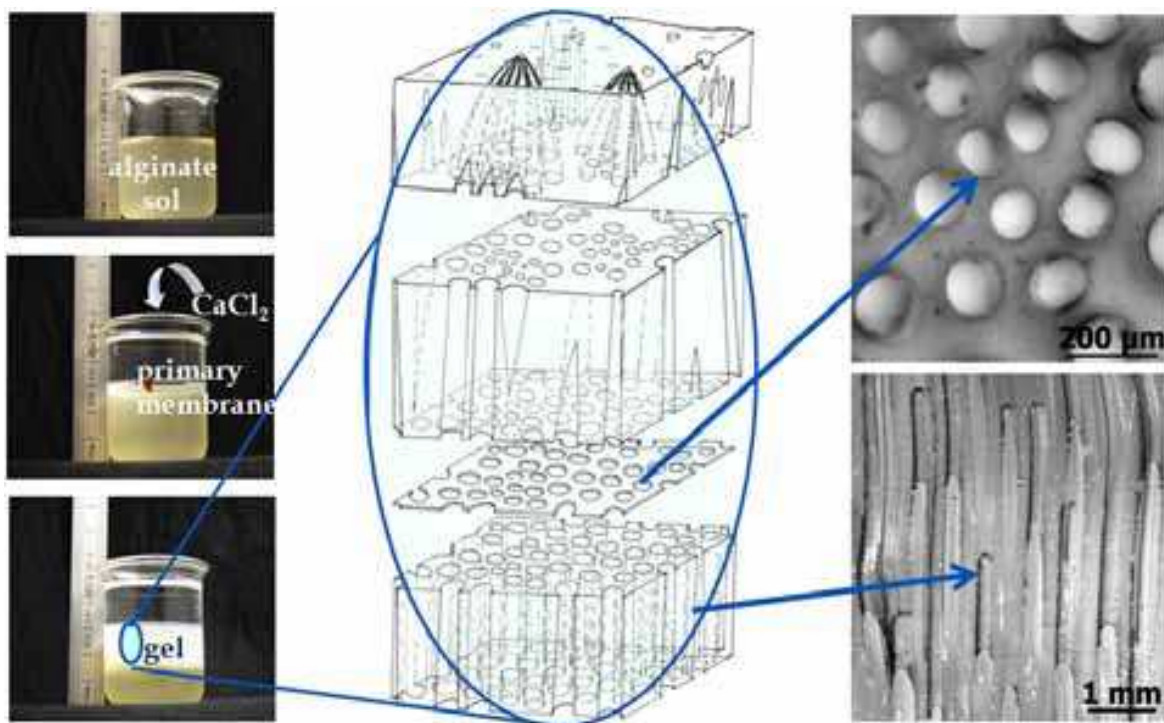 alginate
sol
CaCl₂
primary
membrane
gel
200 μm
1 mm